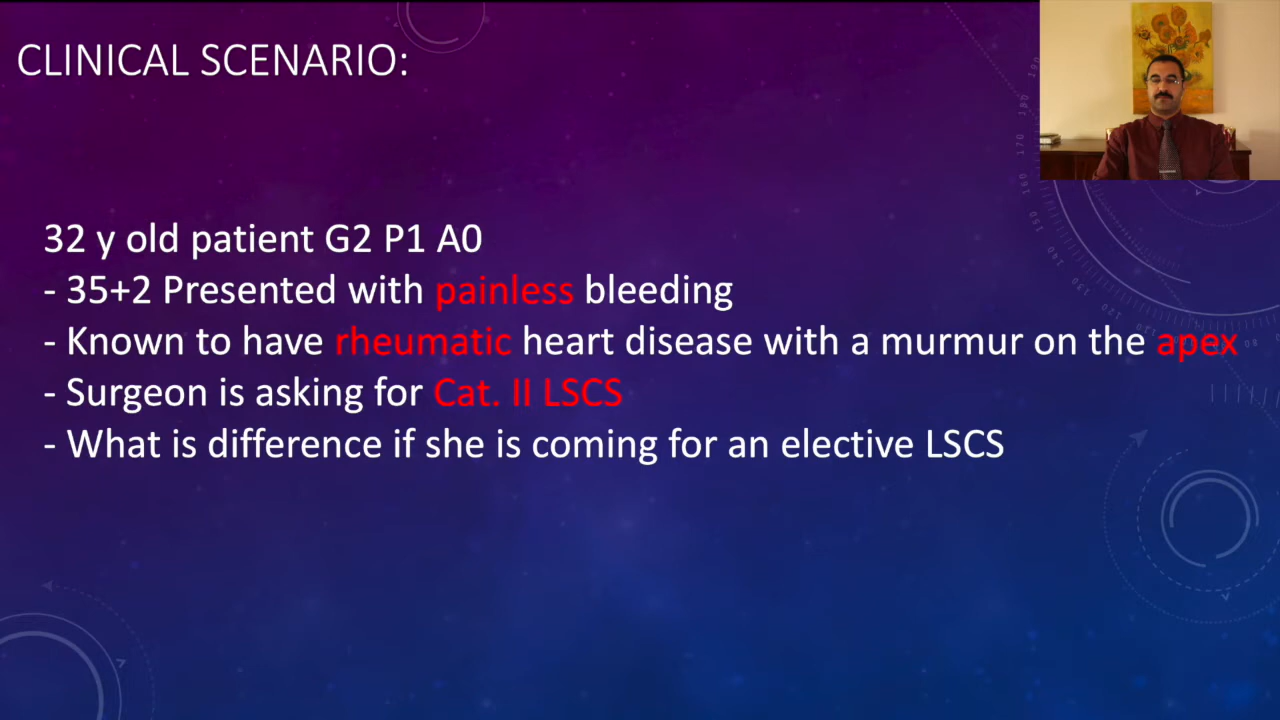 CLINICAL SCENARIO:
32 y old patient G2 P1 A0
- 35+2 Presented with painless bleeding
- Known to have rheumatic heart disease with a murmur on the apex
- Surgeon is asking for Cat. II LSCS
- What is difference if she is coming for an elective LSCS